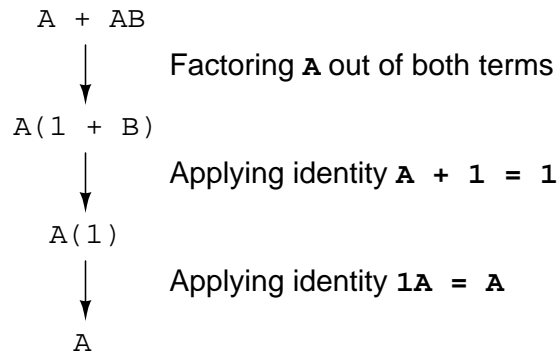 A + AB
Factoring A out of both terms
A(1 + B)
Applying identity A + 1 = 1
A(1)
Applying identity 1A = A
A